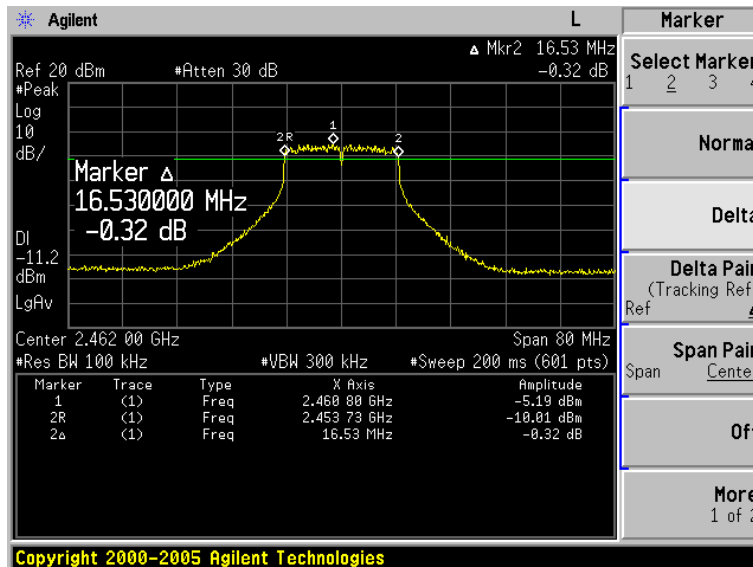 Agilent L Marker
Δ Mkr2 16.53 MHz
Ref 20 dBm #Atten 30 dB -0.32 dB
#Peak
Log
10
dB/
2R 1 2
Marker Δ
16.530000 MHz
-0.32 dB
DI
-11.2
dBm
LgAv
Center 2.462 00 GHz Span 80 MHz
#Res BW 100 kHz #VBW 300 kHz #Sweep 200 ms (601 pts)
Marker Trace Type X Axis Amplitude
1 (1) Freq 2.460 80 GHz -5.19 dBm
2R (1) Freq 2.453 73 GHz -10.01 dBm
2Δ (1) Freq 16.53 MHz -0.32 dB
Copyright 2000-2005 Agilent Technologies
Select Marker
1 2 3 4
Norma
Delta
Delta Pair
(Tracking Ref
Ref Δ
Span Pair
Span Cente
Of
More
1 of 2